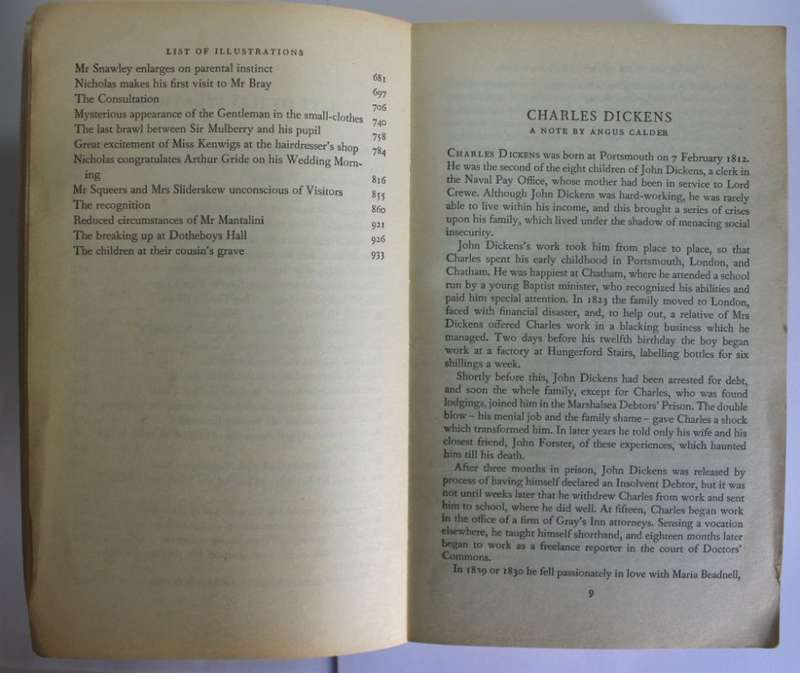 LIST OF ILLUSTRATIONS
Mr Snawley enlarges on parental instinct 681
Nicholas makes his first visit to Mr Bray 697
The Consultation 706
Mysterious appearance of the Gentleman in the small-clothes 740
The last brawl between Sir Mulberry and his pupil 758
Great excitement of Miss Kenwigs at the hairdresser's shop 784
Nicholas congratulates Arthur Gride on his Wedding Morn-
ing 816
Mr Squeers and Mrs Sliderskew unconscious of Visitors 855
The recognition 860
Reduced circumstances of Mr Mantalini 921
The breaking up at Dotheboys Hall 926
The children at their cousin's grave 933
CHARLES DICKENS
A NOTE BY ANGUS CALDER
CHARLES DICKENS was born at Portsmouth on 7 February 1812.
He was the second of the eight children of John Dickens, a clerk in
the Naval Pay Office, whose mother had been in service to Lord
Crewe. Although John Dickens was hard-working, he was rarely
able to live within his income, and this brought a series of crises
upon his family, which lived under the shadow of menacing social
insecurity.
John Dickens's work took him from place to place, so that
Charles spent his early childhood in Portsmouth, London, and
Chatham. He was happiest at Chatham, where he attended a school
run by a young Baptist minister, who recognized his abilities and
paid him special attention. In 1823 the family moved to London,
faced with financial disaster, and, to help out, a relative of Mrs
Dickens offered Charles work in a blacking business which he
managed. Two days before his twelfth birthday the boy began
work at a factory at Hungerford Stairs, labelling bottles for six
shillings a week.
Shortly before this, John Dickens had been arrested for debt,
and soon the whole family, except for Charles, who was found
lodgings, joined him in the Marshalsea Debtors' Prison. The double
blow – his menial job and the family shame – gave Charles a shock
which transformed him. In later years he told only his wife and his
closest friend, John Forster, of these experiences, which haunted
him till his death.
After three months in prison, John Dickens was released by
process of having himself declared an Insolvent Debtor, but it was
not until weeks later that he withdrew Charles from work and sent
him to school, where he did well. At fifteen, Charles began work
in the office of a firm of Gray's Inn attorneys. Sensing a vocation
elsewhere, he taught himself shorthand, and eighteen months later
began to work as a freelance reporter in the court of Doctors'
Commons.
In 1829 or 1830 he fell passionately in love with Maria Beadnell,
9